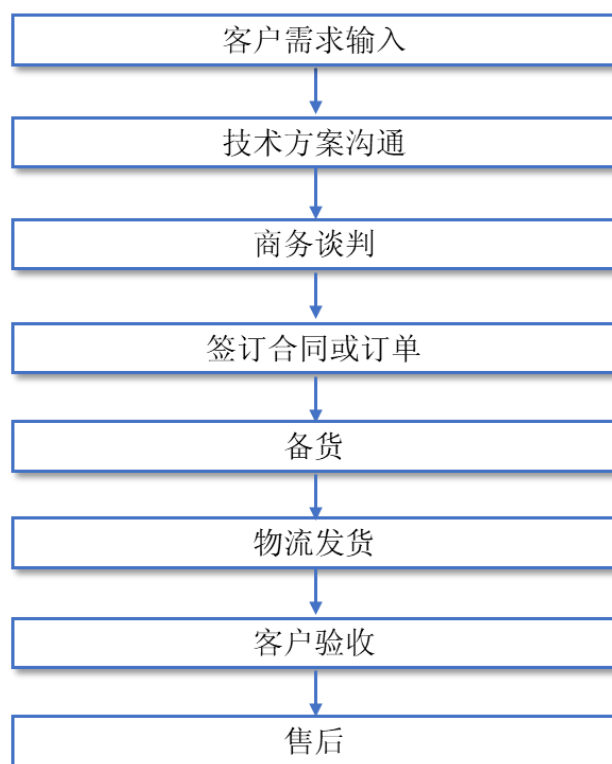 客户需求输入
技术方案沟通
商务谈判
签订合同或订单
备货
物流发货
客户验收
售后